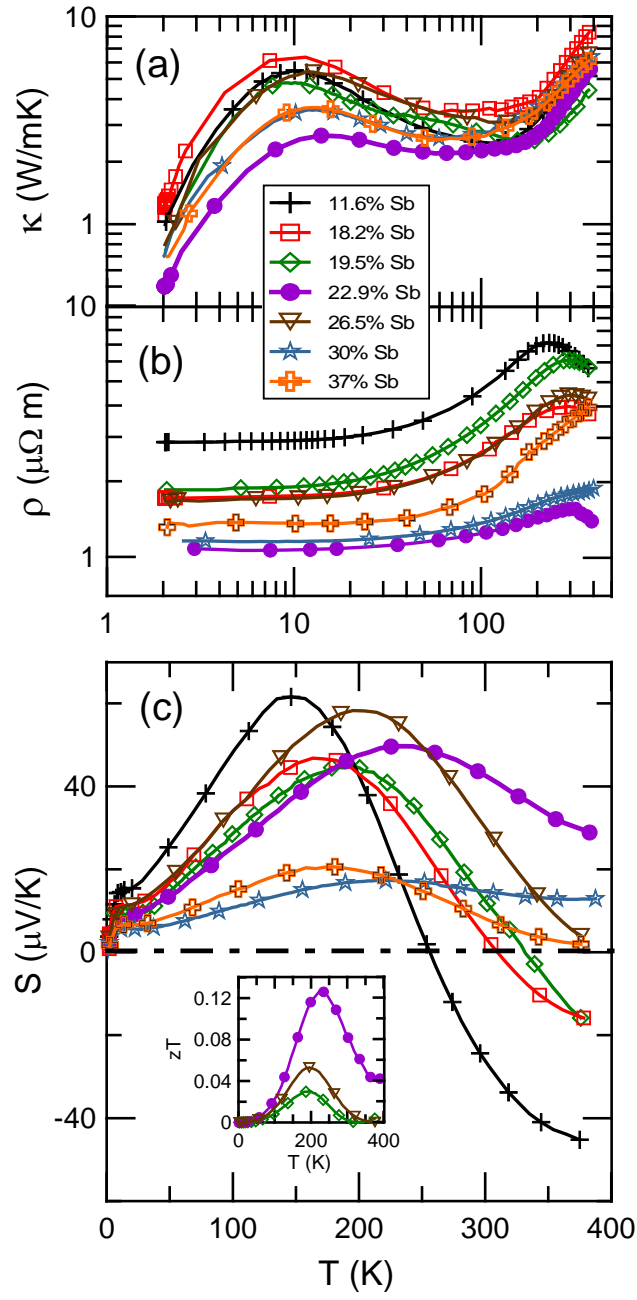 10
(a)
κ (W/mK)
1
11.6% Sb
18.2% Sb
19.5% Sb
22.9% Sb
26.5% Sb
30% Sb
37% Sb
10
(b)
ρ (μΩ m)
1
1 10 100
(c)
S (μV/K)
40
0
-40
zT
0.12
0.08
0.04
0
0 200 400
T (K)
0 100 200 300 400
T (K)